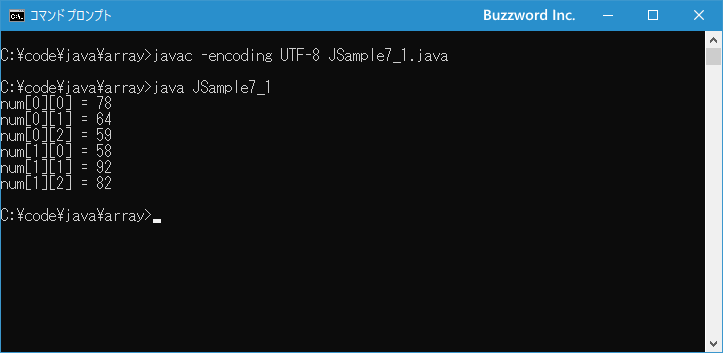 コマンドプロンプト
Buzzword Inc.
C:¥code¥java¥array>javac -encoding UTF-8 JSample7_1.java
C:¥code¥java¥array>java JSample7_1
num[0][0] = 78
num[0][1] = 64
num[0][2] = 59
num[1][0] = 58
num[1][1] = 92
num[1][2] = 82
C:¥code¥java¥array>